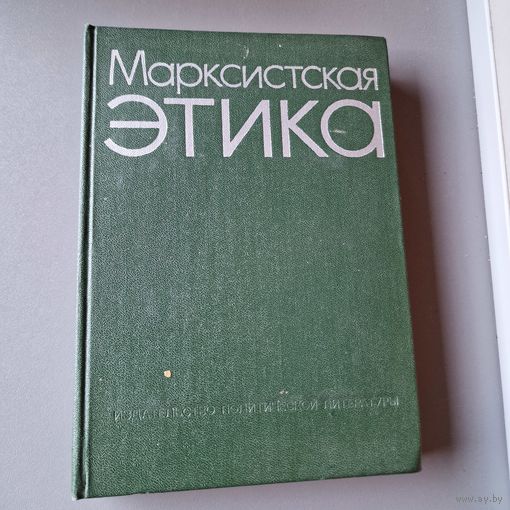 Марксистская
этика
ИЗДАТЕЛЬСТВО ПОЛИТИЧЕСКОЙ ЛИТЕРАТУРЫ
www.ay.by